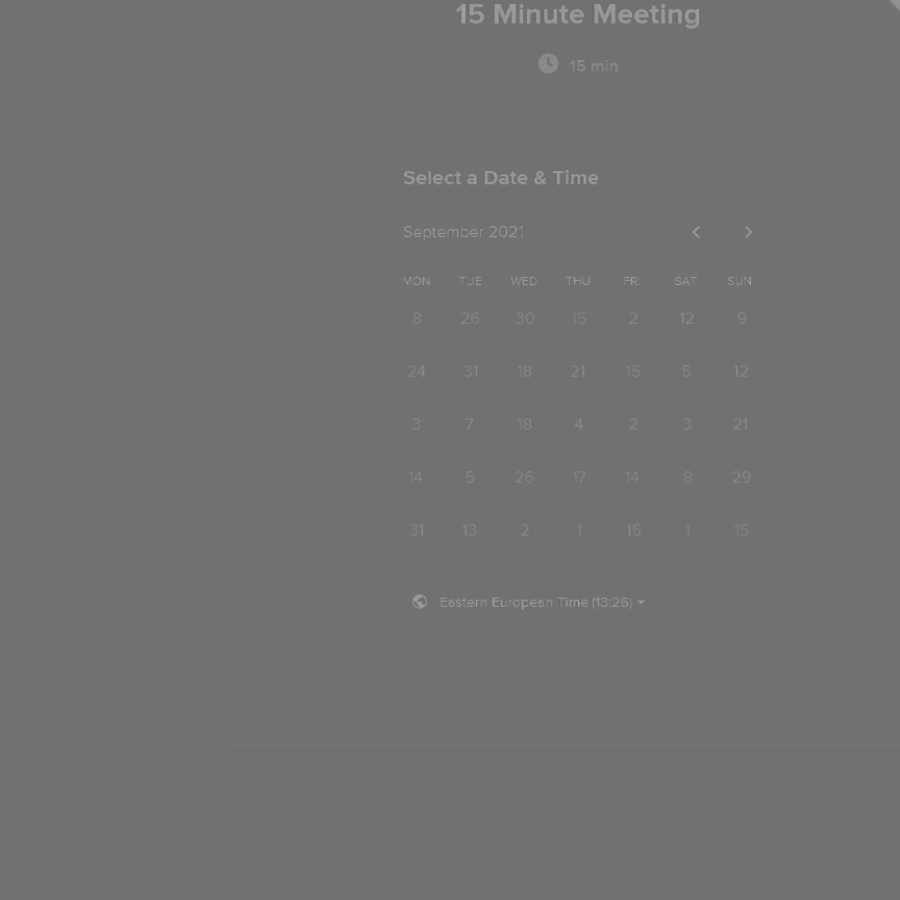 15 Minute Meeting
15 min
Select a Date & Time
September 2021
MON TUE WED THU FRI SAT SUN
8 26 30 15 2 12 9
24 31 18 21 15 5 12
3 7 18 4 2 3 21
14 5 26 17 14 8 29
31 13 2 1 16 1 15
Eastern European Time (13:26)